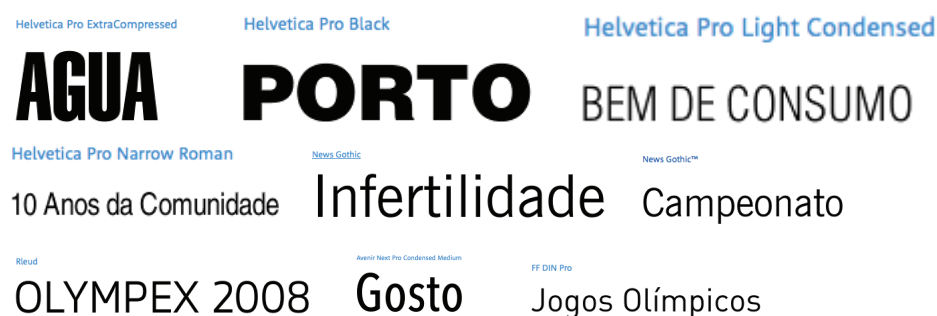 Helvetica Pro ExtraCompressed
AGUA
Helvetica Pro Black
PORTO
Helvetica Pro Light Condensed
BEM DE CONSUMO
Helvetica Pro Narrow Roman
10 Anos da Comunidade
News Gothic
Infertilidade
News Gothic™
Campeonato
Rleud
OLYMPEX 2008
Avenir Next Pro Condensed Medium
Gosto
FF DIN Pro
Jogos Olímpicos